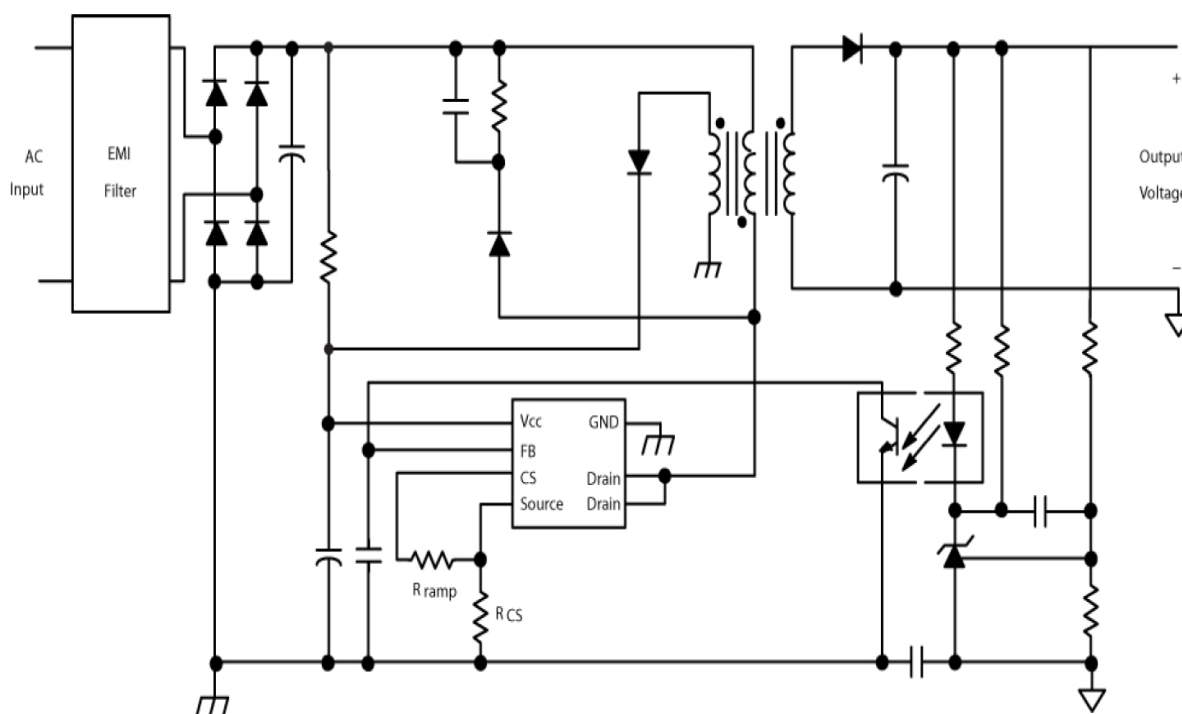 AC
Input
EMI
Filter
Output
Voltage
+
−
Vcc
FB
CS
Source
GND
Drain
Drain
R ramp
R CS